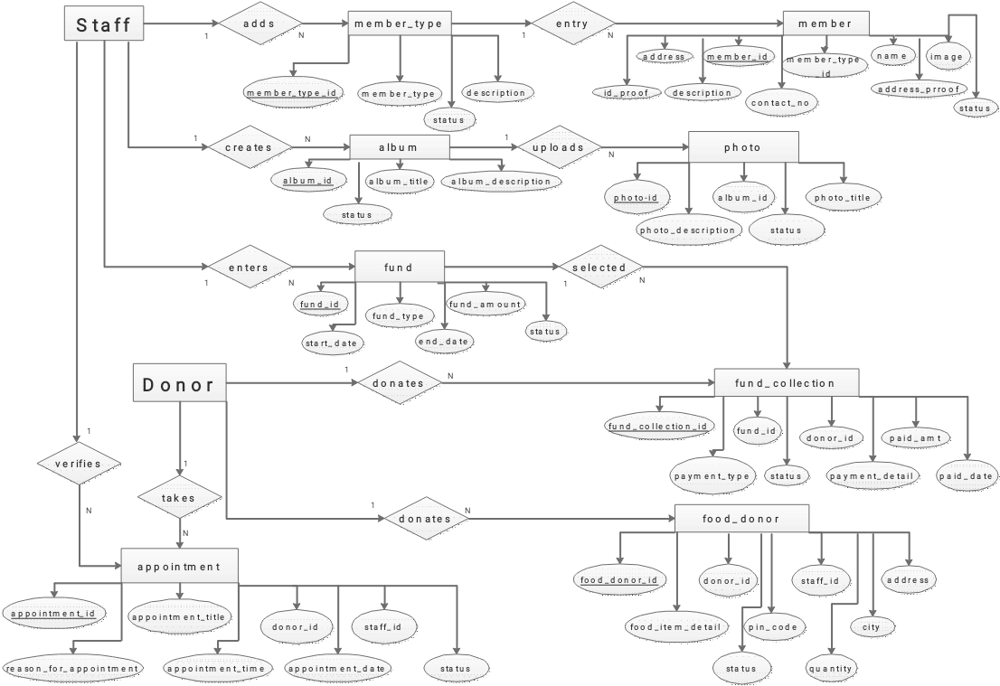 Staff
adds
member_type
entry
member
1
N
1
N
member_type_id
member_type
status
description
address
member_id
member_type
_id
name
image
id_proof
description
contact_no
address_prroof
status
1
creates
N
album
1
uploads
N
photo
album_id
album_title
album_description
status
photo-id
album_id
photo_title
photo_description
status
enters
1
N
fund
selected
1
N
fund_id
fund_type
fund_amount
status
start_date
end_date
Donor
1
donates
N
fund_collection
fund_collection_id
fund_id
donor_id
paid_amt
payment_type
status
payment_detail
paid_date
1
verifies
N
1
takes
N
1
donates
N
food_donor
food_donor_id
donor_id
staff_id
address
food_item_detail
pin_code
city
status
quantity
appointment
appointment_id
appointment_title
donor_id
staff_id
reason_for_appointment
appointment_time
appointment_date
status